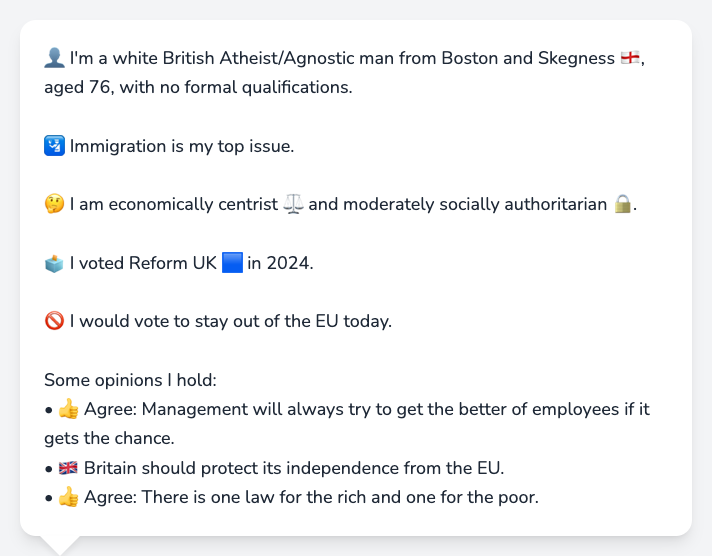 👤 I'm a white British Atheist/Agnostic man from Boston and Skegness 🏴󠁧󠁢󠁥󠁮󠁧󠁿,
aged 76, with no formal qualifications.
🛂 Immigration is my top issue.
🤔 I am economically centrist ⚖️ and moderately socially authoritarian 🔒.
🗳️ I voted Reform UK 🟦 in 2024.
🚫 I would vote to stay out of the EU today.
Some opinions I hold:
• 👍 Agree: Management will always try to get the better of employees if it
gets the chance.
• 🇬🇧 Britain should protect its independence from the EU.
• 👍 Agree: There is one law for the rich and one for the poor.